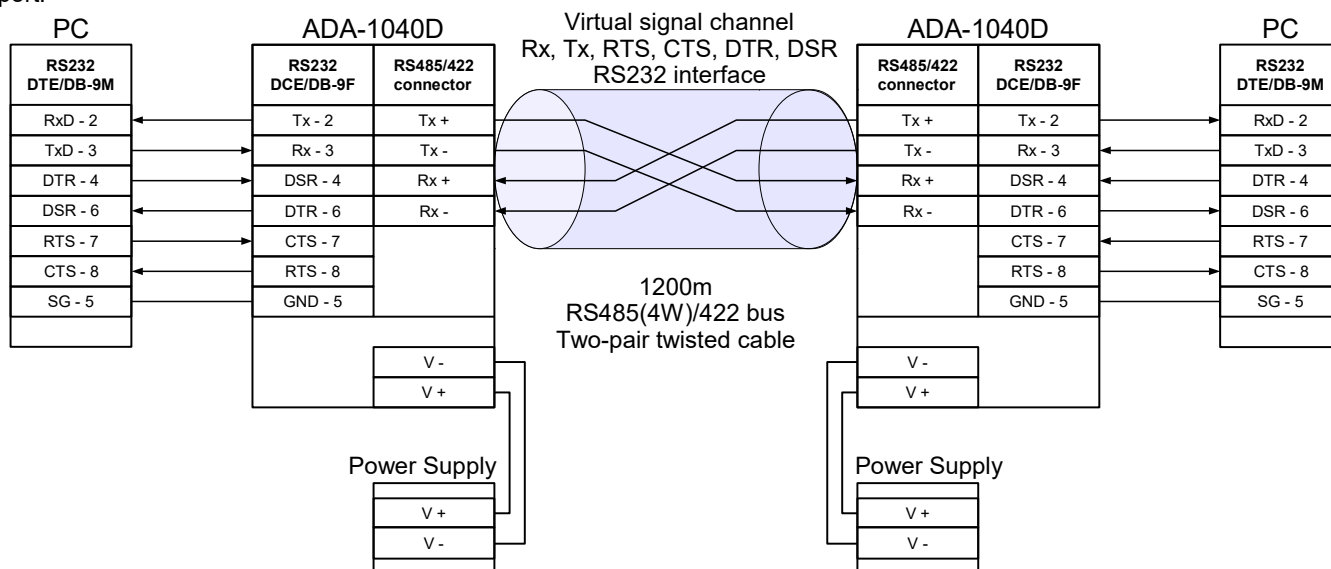 port.
PC
ADA-1040D
Virtual signal channel
Rx, Tx, RTS, CTS, DTR, DSR
RS232 interface
ADA-1040D
PC
RS232
DTE/DB-9M
RxD - 2
TxD - 3
DTR - 4
DSR - 6
RTS - 7
CTS - 8
SG - 5
RS232
DCE/DB-9F
Tx - 2
Rx - 3
DSR - 4
DTR - 6
CTS - 7
RTS - 8
GND - 5
RS485/422
connector
Tx +
Tx -
Rx +
Rx -
V -
V +
1200m
RS485(4W)/422 bus
Two-pair twisted cable
RS485/422
connector
Tx +
Tx -
Rx +
Rx -
V -
V +
RS232
DCE/DB-9F
Tx - 2
Rx - 3
DSR - 4
DTR - 6
CTS - 7
RTS - 8
GND - 5
RS232
DTE/DB-9M
RxD - 2
TxD - 3
DTR - 4
DSR - 6
RTS - 7
CTS - 8
SG - 5
Power Supply
V +
V -
Power Supply
V +
V -